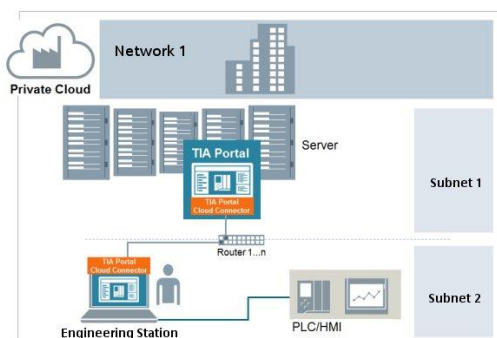 Network 1
Private Cloud
Server
TIA Portal
TIA Portal
Cloud Connector
Subnet 1
Router 1...n
TIA Portal
Cloud Connector
Subnet 2
PLC/HMI
Engineering Station